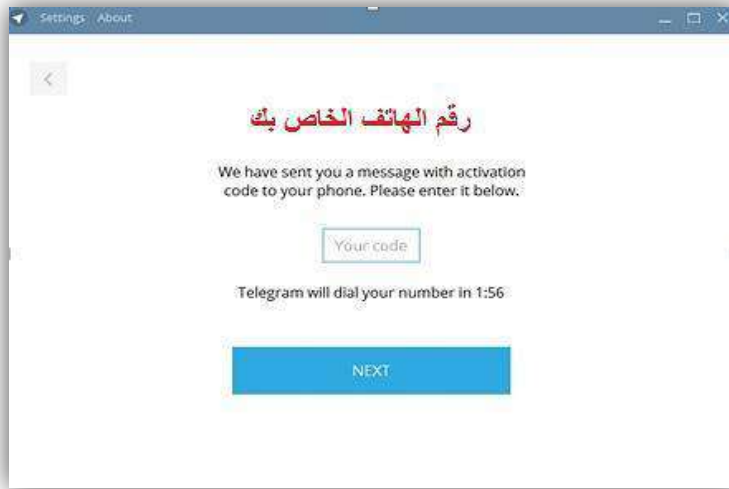 Settings About
رقم الهاتف الخاص بك
We have sent you a message with activation
code to your phone. Please enter it below.
Your code
Telegram will dial your number in 1:56
NEXT